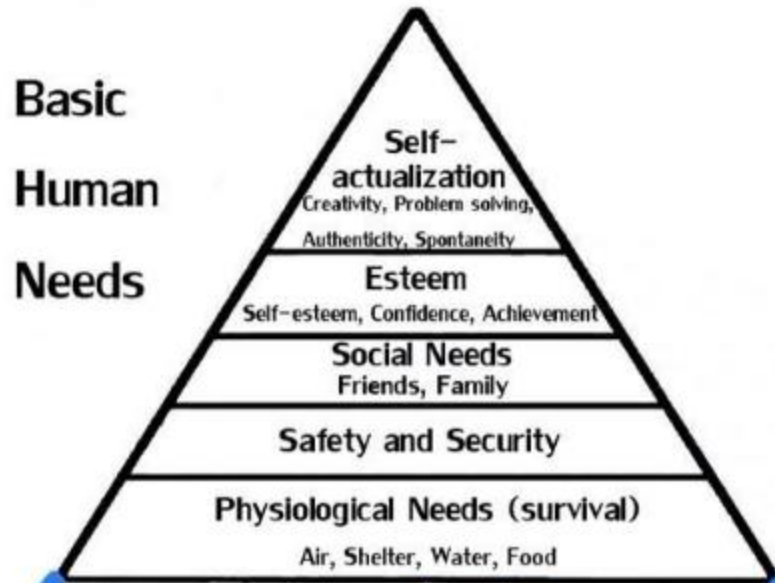 Basic
Human
Needs
Self-
actualization
Creativity, Problem solving,
Authenticity, Spontaneity
Esteem
Self-esteem, Confidence, Achievement
Social Needs
Friends, Family
Safety and Security
Physiological Needs (survival)
Air, Shelter, Water, Food